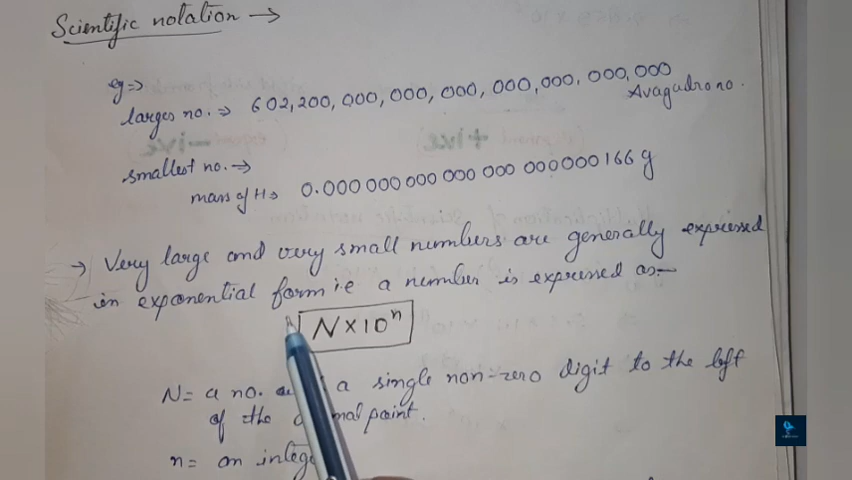 Scientific notation →
eg ⇒
larges no. ⇒ 602,200,000,000,000,000,000,000
Avagadro no.
smallest no. →
mass of H ⇒ 0.000 000 000 000 000 000 000000166 g
→ Very large and very small numbers are generally expressed
in exponential form i.e a number is expressed as—
N×10ⁿ
N = a no. a single non-zero digit to the left
of the point.
n = an